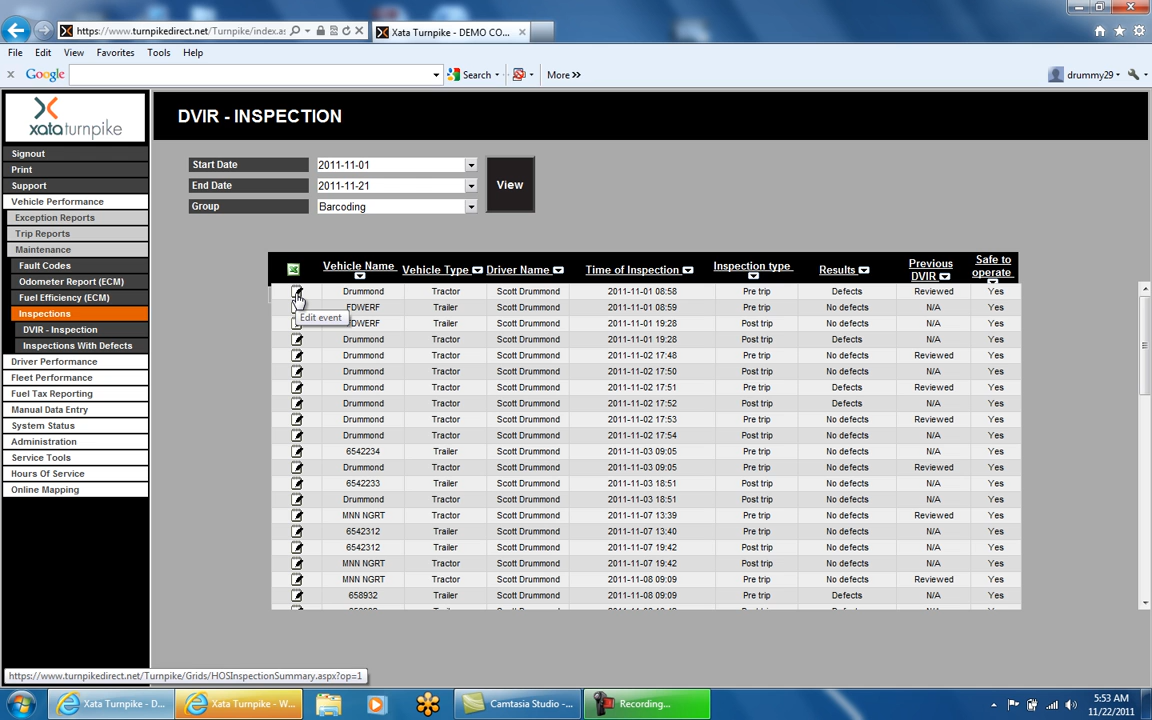 https://www.turnpikedirect.net/Turnpike/index.as
Xata Turnpike - DEMO CO...
File Edit View Favorites Tools Help
Google Search More >> drummy29
xata turnpike
DVIR - INSPECTION
Signout
Print
Support
Vehicle Performance
Exception Reports
Trip Reports
Maintenance
Fault Codes
Odometer Report (ECM)
Fuel Efficiency (ECM)
Inspections
DVIR - Inspection
Inspections With Defects
Driver Performance
Fleet Performance
Fuel Tax Reporting
Manual Data Entry
System Status
Administration
Service Tools
Hours Of Service
Online Mapping
Start Date 2011-11-01
End Date 2011-11-21
Group Barcoding
View
Vehicle Name Vehicle Type Driver Name Time of Inspection Inspection type Results Previous DVIR Safe to operate
Drummond Tractor Scott Drummond 2011-11-01 08:58 Pre trip Defects Reviewed Yes
FDWERF Trailer Scott Drummond 2011-11-01 08:59 Pre trip No defects N/A Yes
Edit event
DWERF Trailer Scott Drummond 2011-11-01 19:28 Post trip No defects N/A Yes
Drummond Tractor Scott Drummond 2011-11-01 19:28 Post trip Defects N/A Yes
Drummond Tractor Scott Drummond 2011-11-02 17:48 Pre trip No defects Reviewed Yes
Drummond Tractor Scott Drummond 2011-11-02 17:50 Post trip No defects N/A Yes
Drummond Tractor Scott Drummond 2011-11-02 17:51 Pre trip Defects Reviewed Yes
Drummond Tractor Scott Drummond 2011-11-02 17:52 Post trip Defects N/A Yes
Drummond Tractor Scott Drummond 2011-11-02 17:53 Pre trip No defects Reviewed Yes
Drummond Tractor Scott Drummond 2011-11-02 17:54 Post trip No defects N/A Yes
6542234 Trailer Scott Drummond 2011-11-03 09:05 Pre trip No defects N/A Yes
Drummond Tractor Scott Drummond 2011-11-03 09:05 Pre trip No defects Reviewed Yes
6542233 Trailer Scott Drummond 2011-11-03 18:51 Post trip No defects N/A Yes
Drummond Tractor Scott Drummond 2011-11-03 18:51 Post trip No defects N/A Yes
MNN NGRT Tractor Scott Drummond 2011-11-07 13:39 Pre trip No defects Reviewed Yes
6542312 Trailer Scott Drummond 2011-11-07 13:40 Pre trip No defects N/A Yes
6542312 Trailer Scott Drummond 2011-11-07 19:42 Post trip No defects N/A Yes
MNN NGRT Tractor Scott Drummond 2011-11-07 19:42 Post trip No defects N/A Yes
MNN NGRT Tractor Scott Drummond 2011-11-08 09:09 Pre trip No defects Reviewed Yes
658932 Trailer Scott Drummond 2011-11-08 09:09 Pre trip Defects N/A Yes
https://www.turnpikedirect.net/Turnpike/Grids/HOSInspectionSummary.aspx?op=1
Xata Turnpike - D... Xata Turnpike - W... Camtasia Studio -... Recording...
5:53 AM
11/22/2011